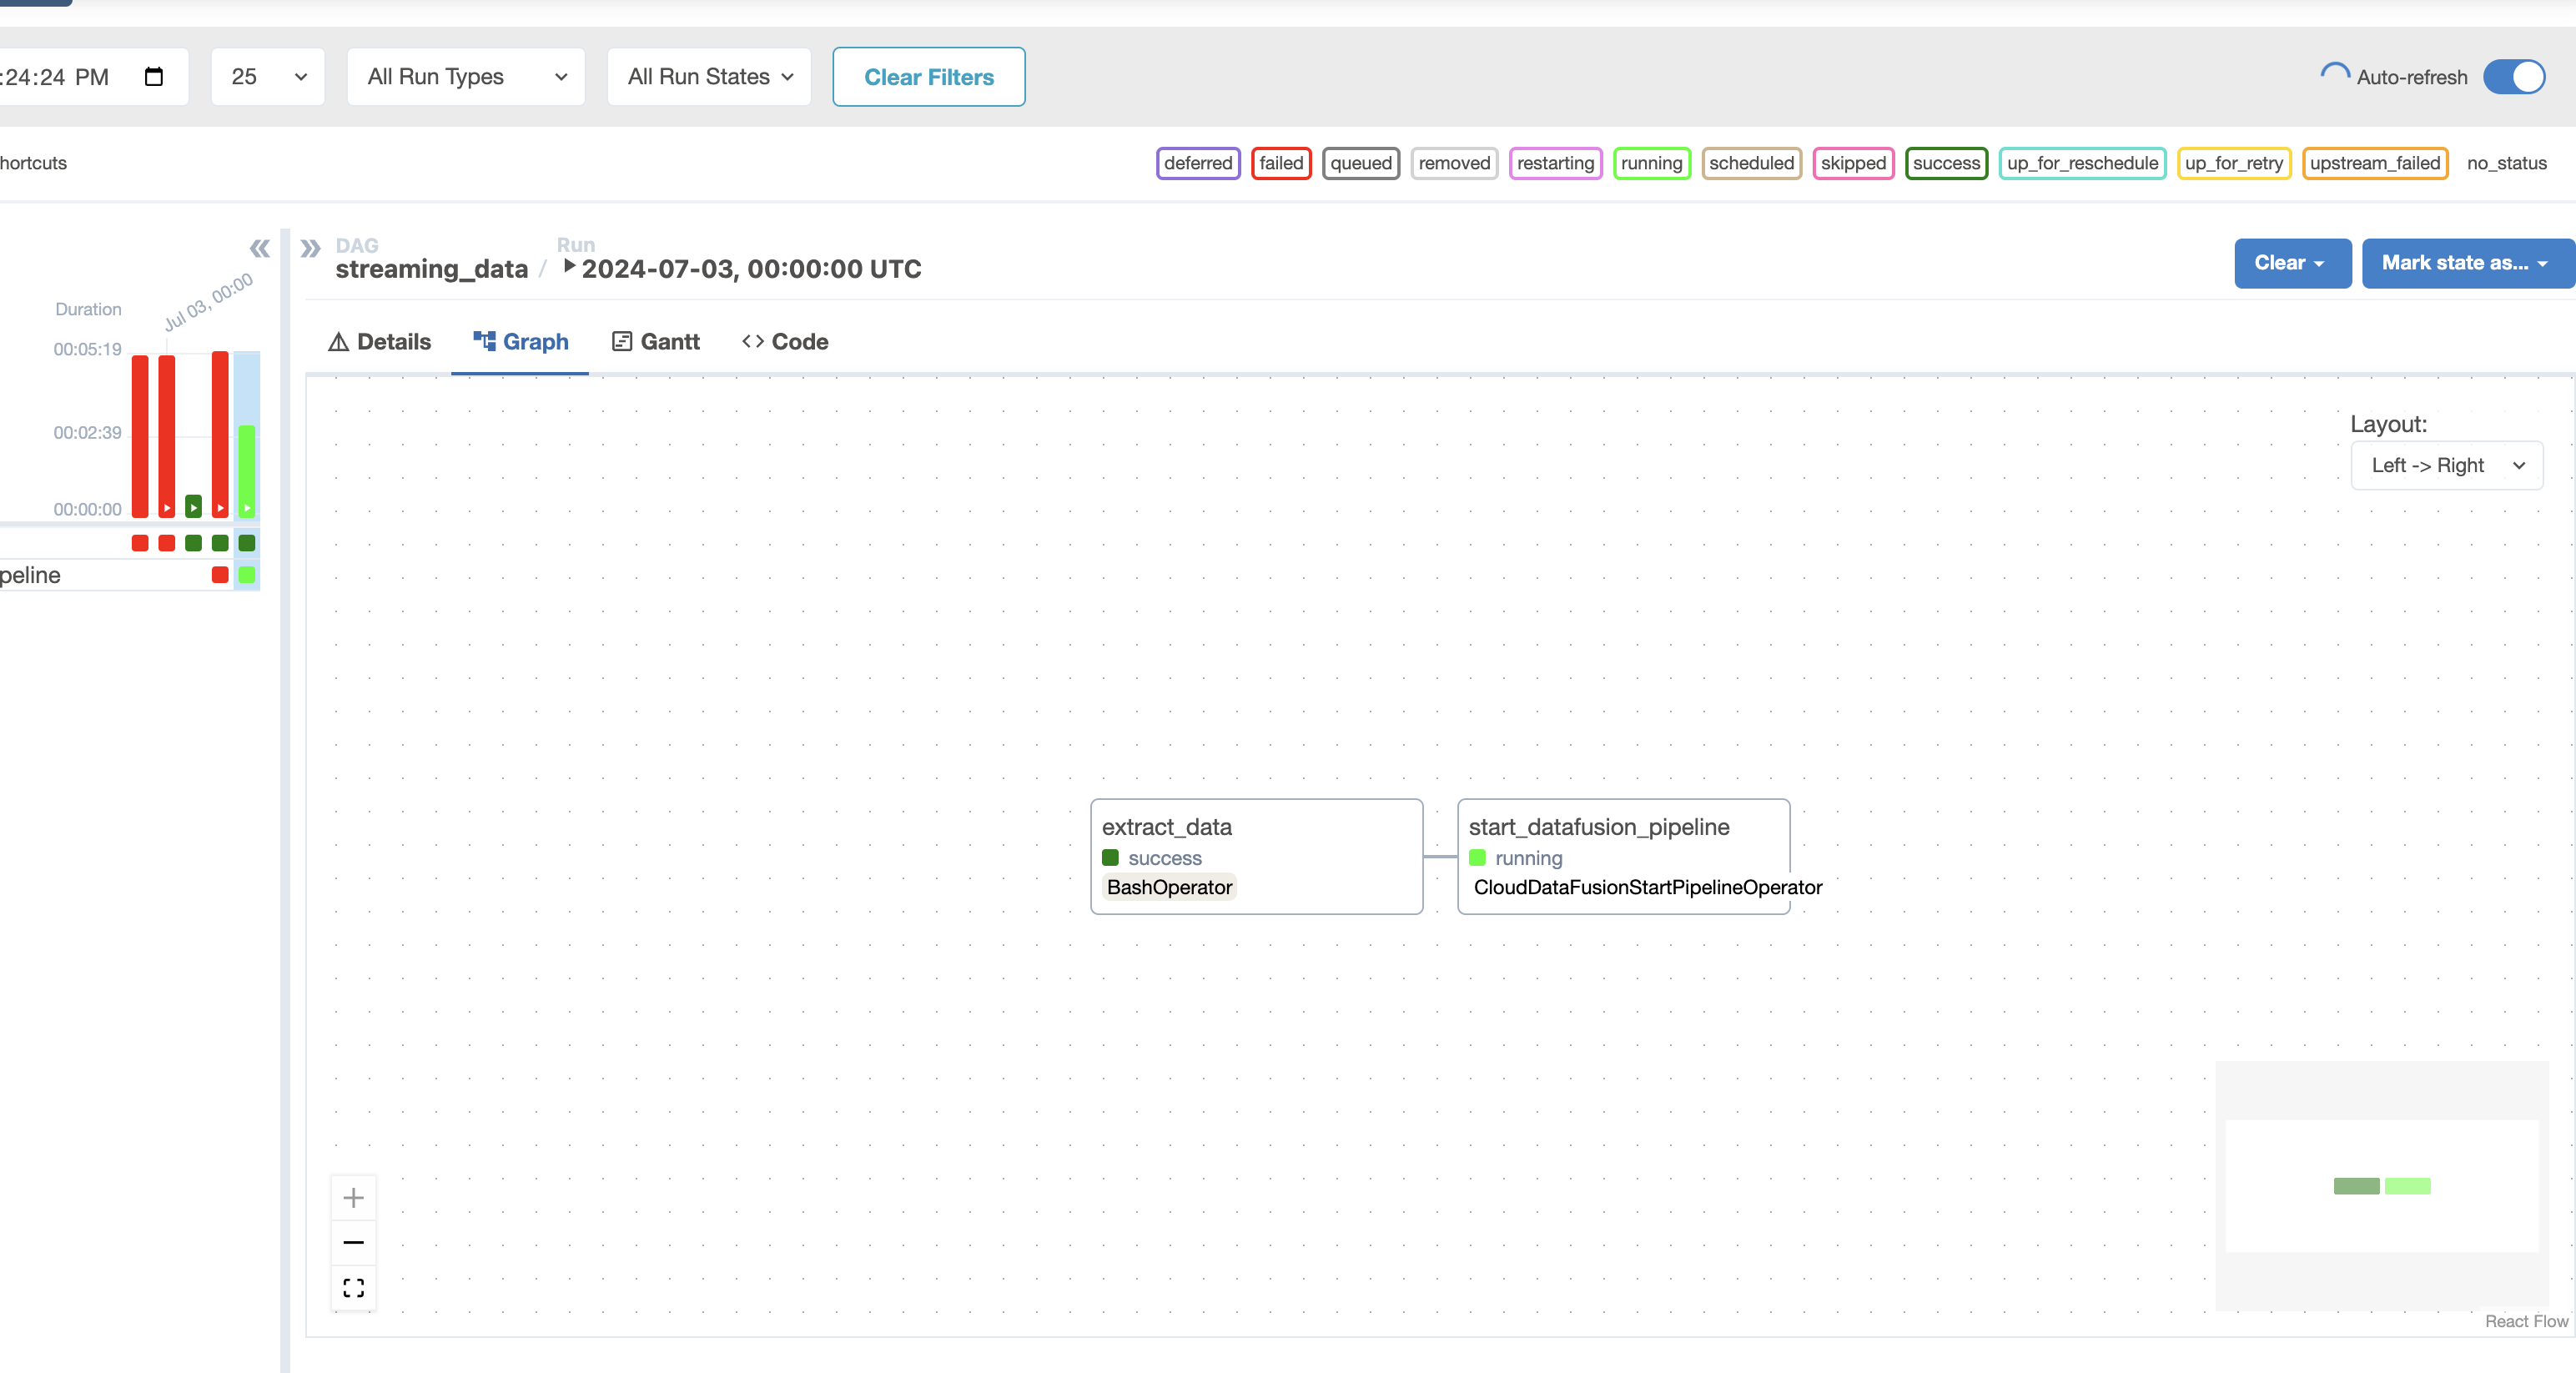 :24:24 PM
25
All Run Types
All Run States
Clear Filters
Auto-refresh
hortcuts
deferred
failed
queued
removed
restarting
running
scheduled
skipped
success
up_for_reschedule
up_for_retry
upstream_failed
no_status
DAG
streaming_data /
Run
2024-07-03, 00:00:00 UTC
Clear
Mark state as...
Duration
Jul 03, 00:00
00:05:19
00:02:39
00:00:00
peline
Details
Graph
Gantt
Code
Layout:
Left -> Right
extract_data
success
BashOperator
start_datafusion_pipeline
running
CloudDataFusionStartPipelineOperator
React Flow